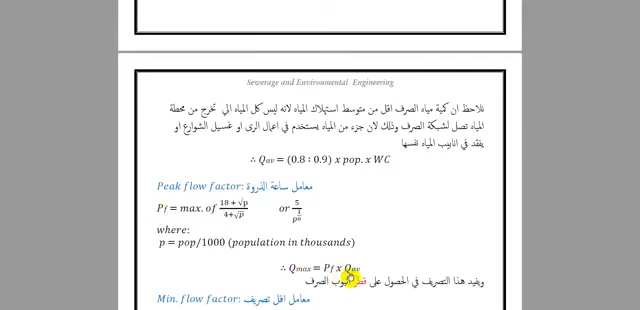 Sewerage and Environmental Engineering
نلاحظ ان كمية مياه الصرف اقل من متوسط استهلاك المياه لانه ليس كل المياه الي تخرج من محطة
المياه تصل لشبكة الصرف وذلك لان جزء من المياه يستخدم في اعمال الرى او غسيل الشوارع او
يفقد في انابيب المياه نفسها
∴ Qav = (0.8 : 0.9) x pop. x WC
Peak flow factor: معامل ساعة الذروة
Pf = max. of (18 + √p)/(4+√p) or 5/p^(1/6)
where:
p = pop/1000 (population in thousands)
∴ Qmax = Pf x Qav
ويفيد هذا التصريف في الحصول على قطر الصرف
Min. flow factor: معامل اقل تصريف